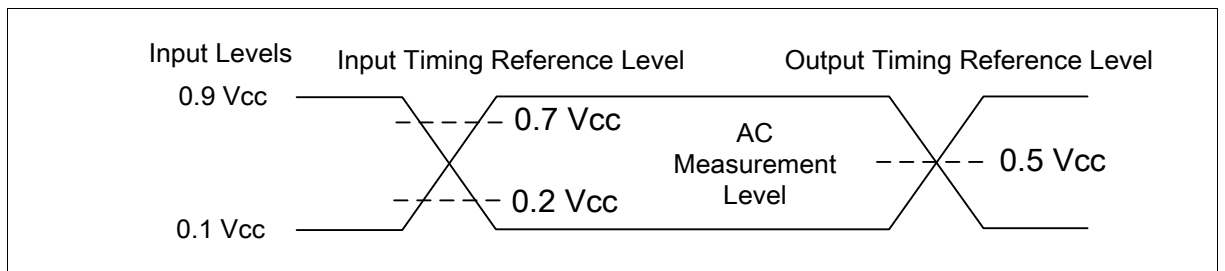 Input Levels
Input Timing Reference Level
Output Timing Reference Level
0.9 Vcc
0.7 Vcc
AC
Measurement
Level
0.5 Vcc
0.2 Vcc
0.1 Vcc